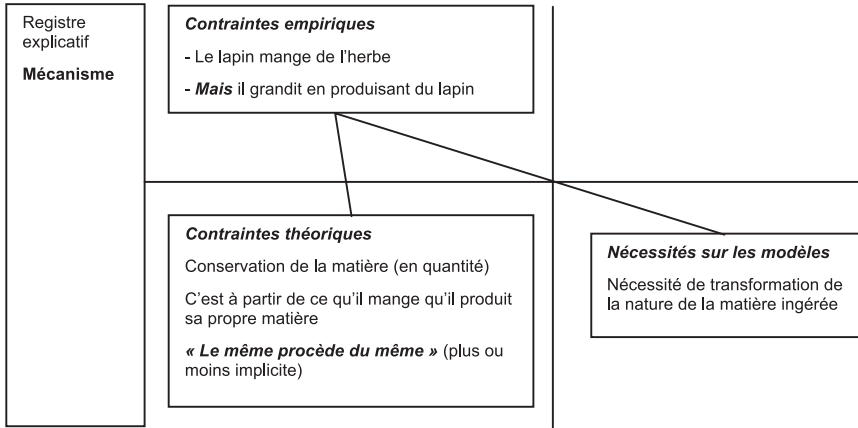 Registre
explicatif
Mécanisme
Contraintes empiriques
- Le lapin mange de l’herbe
- Mais il grandit en produisant du lapin
Contraintes théoriques
Conservation de la matière (en quantité)
C’est à partir de ce qu’il mange qu’il produit
sa propre matière
« Le même procède du même » (plus ou
moins implicite)
Nécessités sur les modèles
Nécessité de transformation de
la nature de la matière ingérée